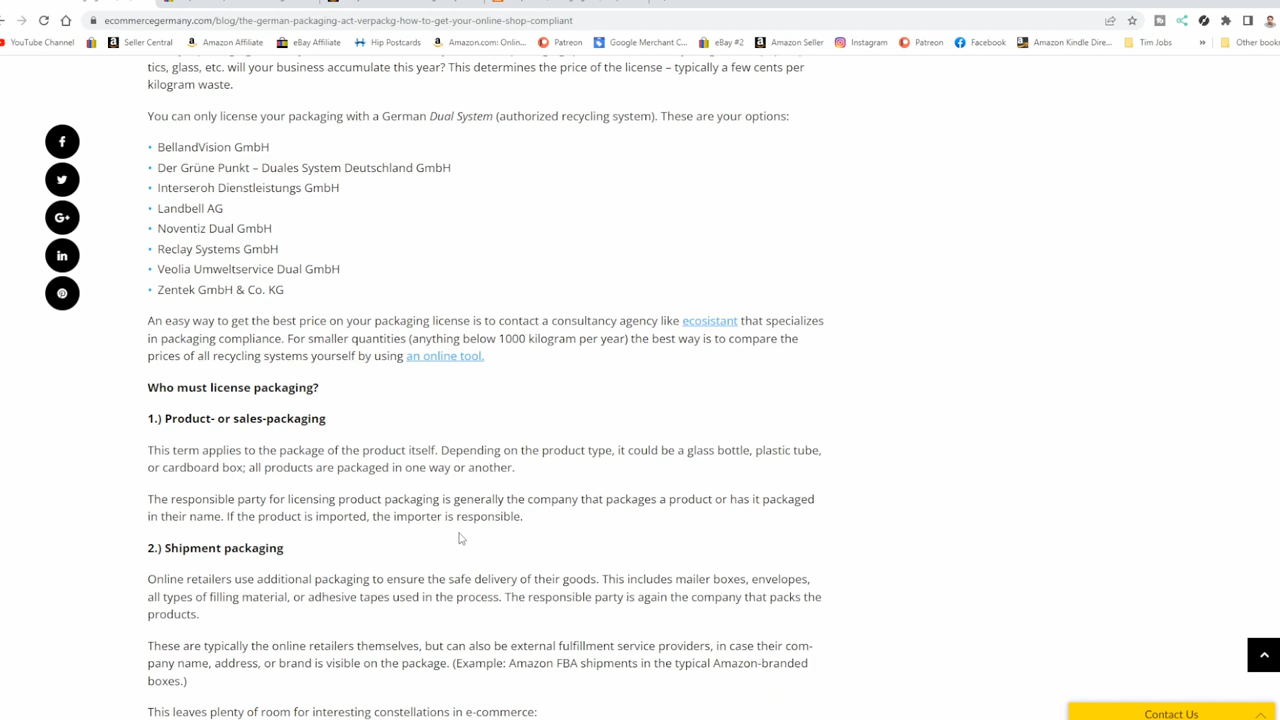 ecommercegermany.com/blog/the-german-packaging-act-verpackg-how-to-get-your-online-shop-compliant
YouTube Channel
Seller Central
Amazon Affiliate
eBay Affiliate
Hip Postcards
Amazon.com: Onlin...
Patreon
Google Merchant C...
eBay #2
Amazon Seller
Instagram
Patreon
Facebook
Amazon Kindle Dire...
Tim Jobs
»
Other book
tics, glass, etc. will your business accumulate this year? This determines the price of the license – typically a few cents per
kilogram waste.
You can only license your packaging with a German Dual System (authorized recycling system). These are your options:
• BellandVision GmbH
• Der Grüne Punkt – Duales System Deutschland GmbH
• Interseroh Dienstleistungs GmbH
• Landbell AG
• Noventiz Dual GmbH
• Reclay Systems GmbH
• Veolia Umweltservice Dual GmbH
• Zentek GmbH & Co. KG
An easy way to get the best price on your packaging license is to contact a consultancy agency like ecosistant that specializes
in packaging compliance. For smaller quantities (anything below 1000 kilogram per year) the best way is to compare the
prices of all recycling systems yourself by using an online tool.
Who must license packaging?
1.) Product- or sales-packaging
This term applies to the package of the product itself. Depending on the product type, it could be a glass bottle, plastic tube,
or cardboard box; all products are packaged in one way or another.
The responsible party for licensing product packaging is generally the company that packages a product or has it packaged
in their name. If the product is imported, the importer is responsible.
2.) Shipment packaging
Online retailers use additional packaging to ensure the safe delivery of their goods. This includes mailer boxes, envelopes,
all types of filling material, or adhesive tapes used in the process. The responsible party is again the company that packs the
products.
These are typically the online retailers themselves, but can also be external fulfillment service providers, in case their com-
pany name, address, or brand is visible on the package. (Example: Amazon FBA shipments in the typical Amazon-branded
boxes.)
This leaves plenty of room for interesting constellations in e-commerce:
Contact Us